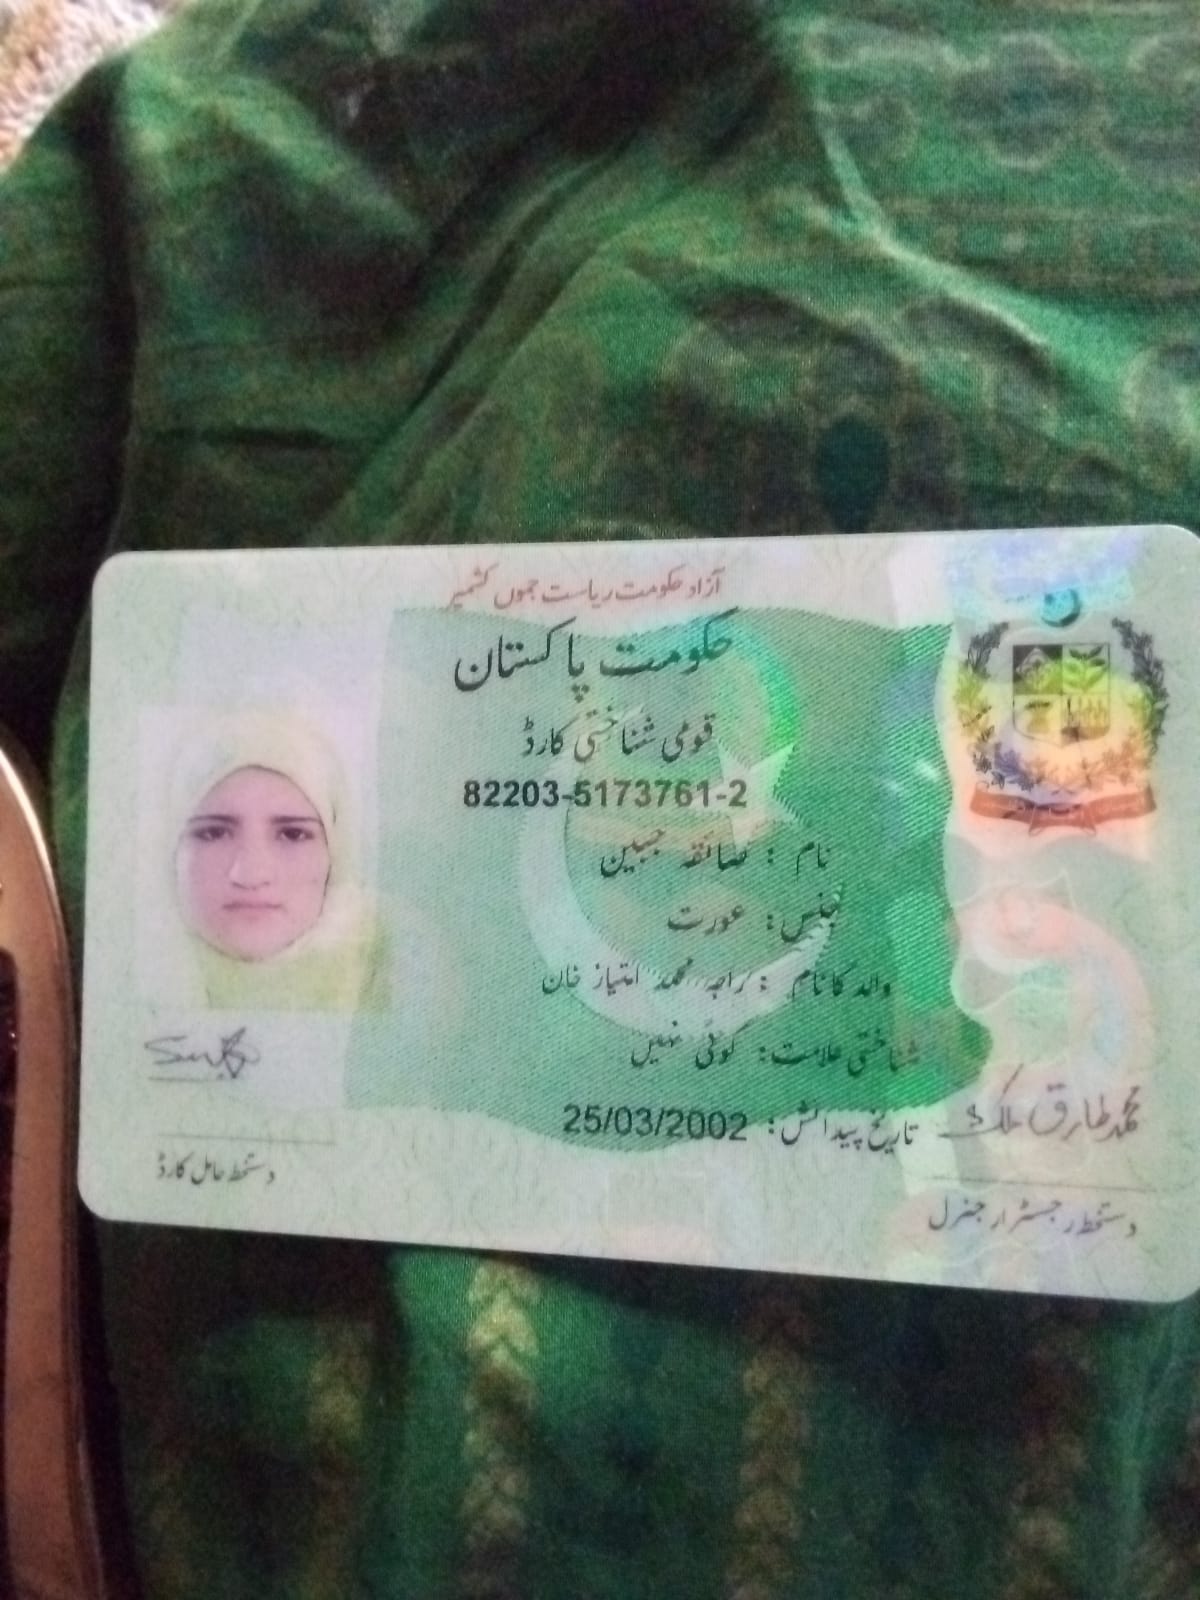 آزاد حکومت ریاست جموں کشمیر
حکومت پاکستان
قومی شناختی کارڈ
82203-5173761-2
نام : صائقہ جبین
جنس: عورت
والد کا نام : راجہ محمد امتیاز خان
شناختی علامت: کوئی نہیں
تاریخ پیدائش: 25/03/2002
محمد طارق ملک
دستخط حامل کارڈ
دستخط رجسٹرار جنرل